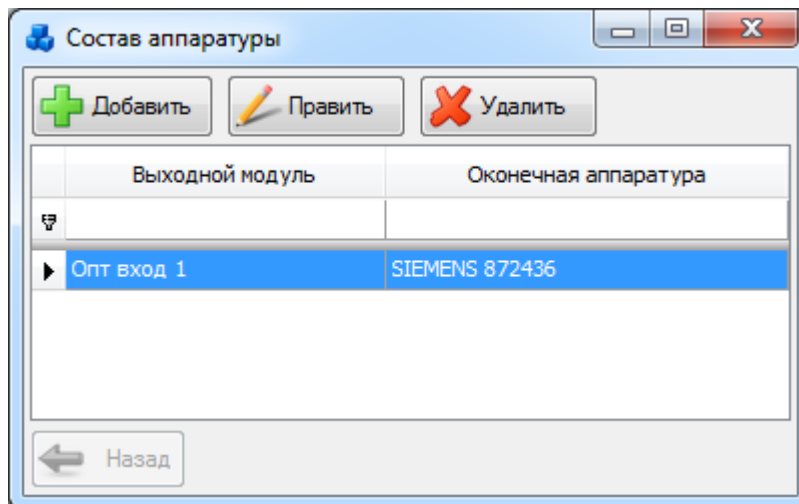 Состав аппаратуры
Добавить Править Удалить
Выходной модуль Оконечная аппаратура
Опт вход 1 SIEMENS 872436
Назад